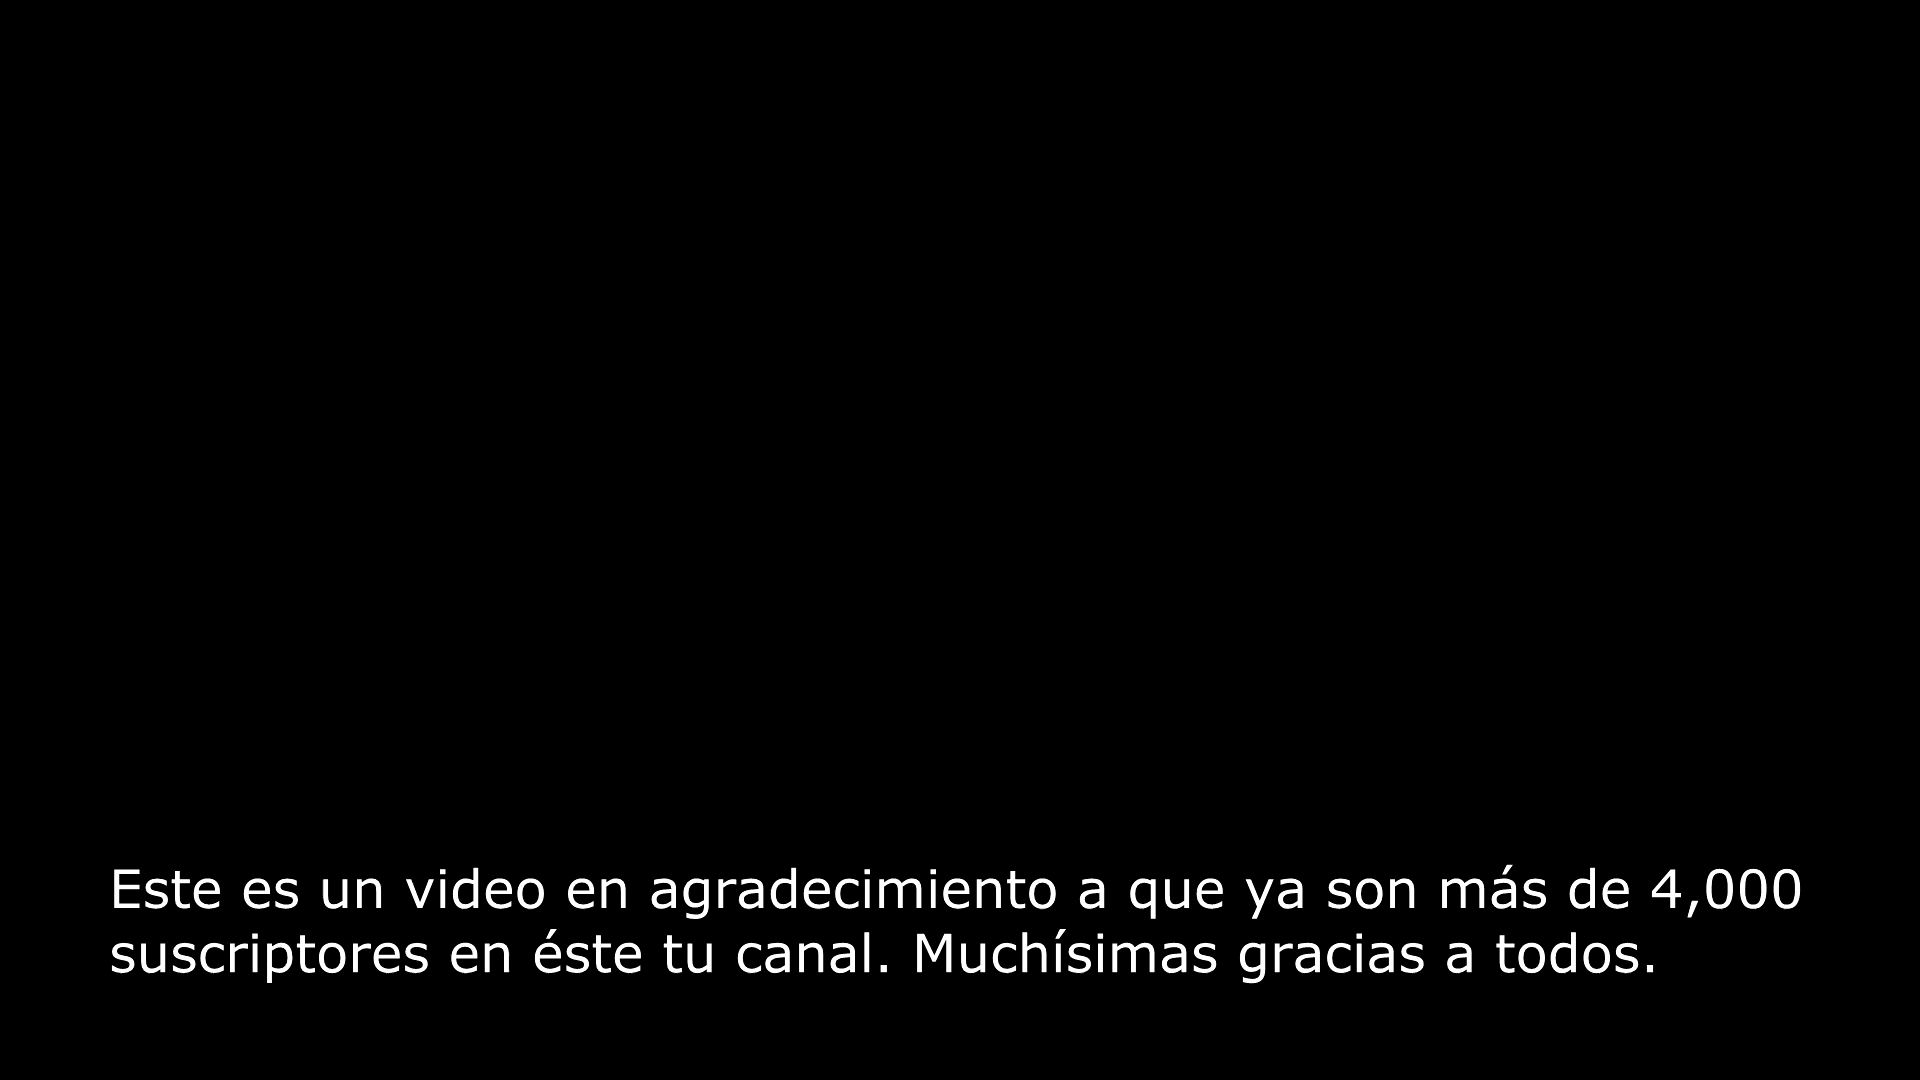 Este es un video en agradecimiento a que ya son más de 4,000
suscriptores en éste tu canal. Muchísimas gracias a todos.